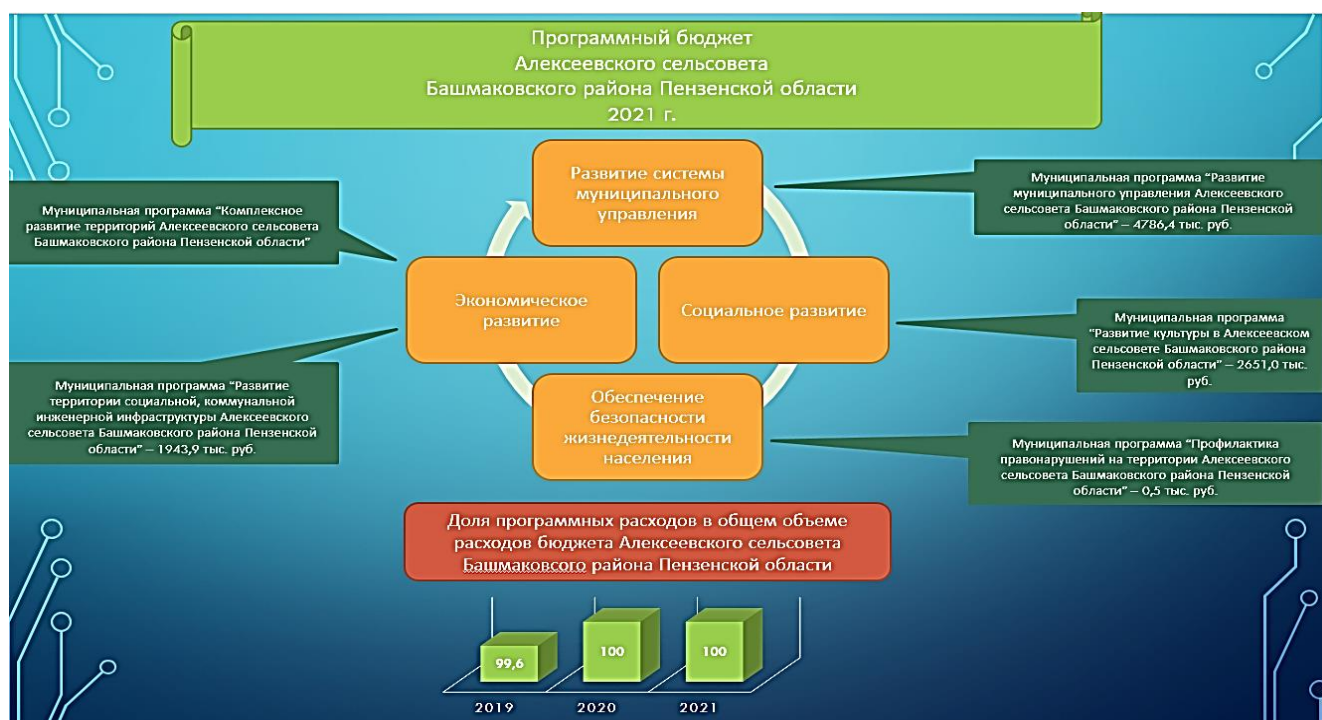 Программный бюджет
Алексеевского сельсовета
Башмаковского района Пензенской области
2021 г.
Развитие системы
муниципального
управления
Муниципальная программа “Развитие
муниципального управления Алексеевского
сельсовета Башмаковского района Пензенской
области” – 4786,4 тыс. руб.
Муниципальная программа “Комплексное
развитие территорий Алексеевского сельсовета
Башмаковского района Пензенской области”
Экономическое
развитие
Социальное развитие
Муниципальная программа
“Развитие культуры в Алексеевском
сельсовете Башмаковского района
Пензенской области” – 2651,0 тыс.
руб.
Муниципальная программа “Развитие
территории социальной, коммунальной
инженерной инфраструктуры Алексеевского
сельсовета Башмаковского района Пензенской
области” – 1943,9 тыс. руб.
Обеспечение
безопасности
жизнедеятельности
населения
Муниципальная программа “Профилактика
правонарушений на территории Алексеевского
сельсовета Башмаковского района Пензенской
области” – 0,5 тыс. руб.
Доля программных расходов в общем объеме
расходов бюджета Алексеевского сельсовета
Башмаковсого района Пензенской области
99,6
100
100
2019
2020
2021